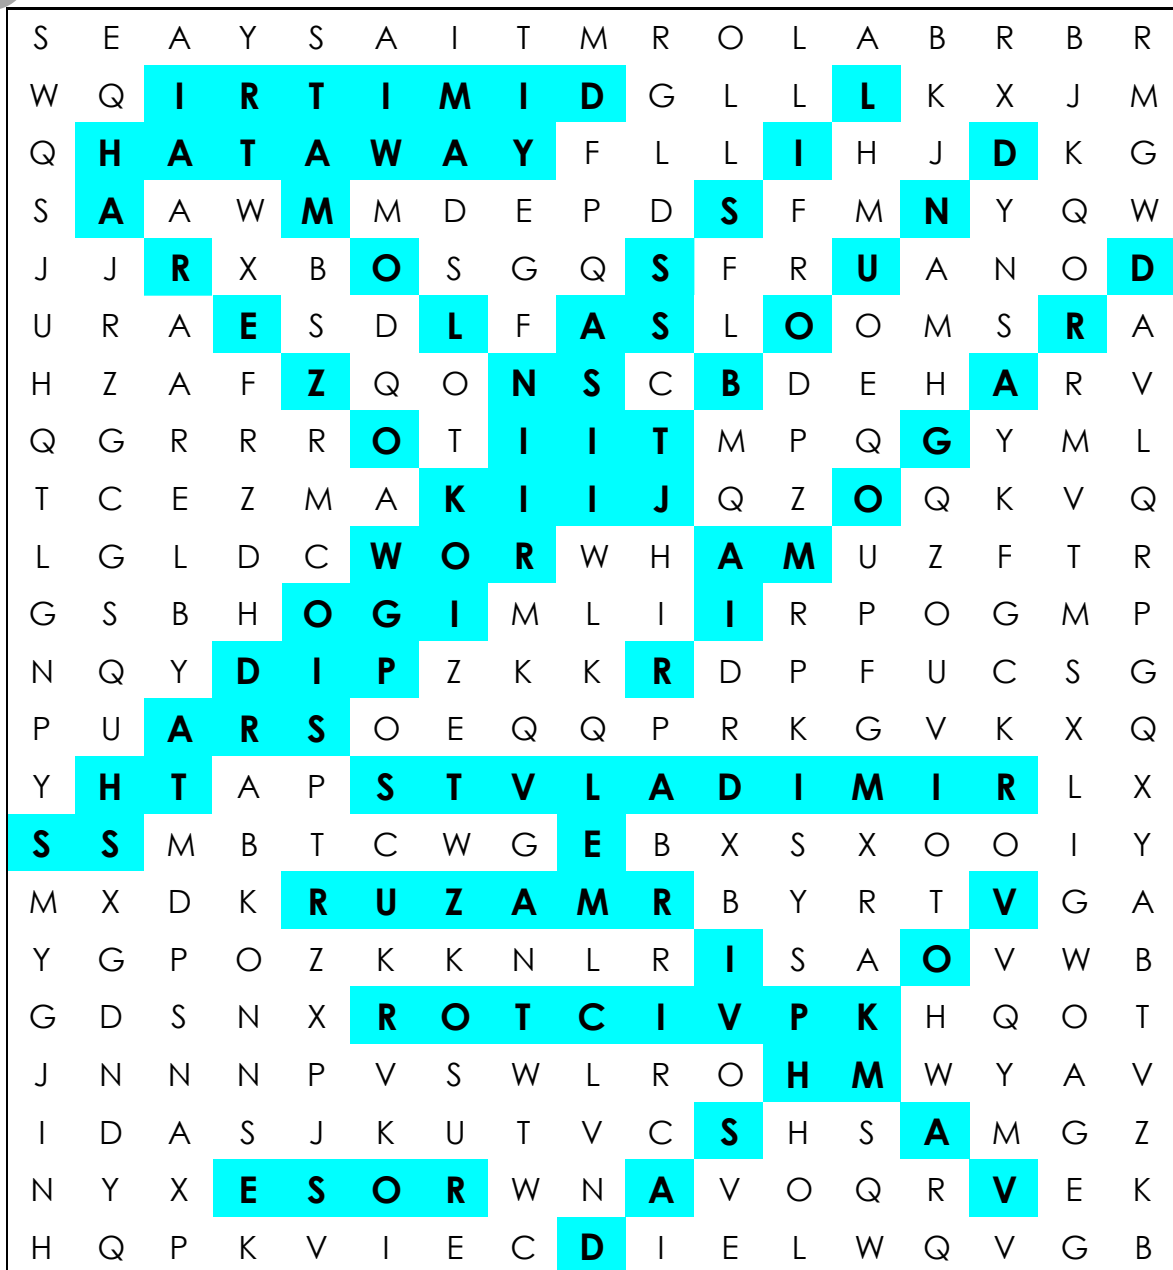 S E A Y S A I T M R O L A B R B R
W Q I R T I M I D G L L L K X J M
Q H A T A W A Y F L L I H J D K G
S A A W M M D E P D S F M N Y Q W
J J R X B O S G Q S F R U A N O D
U R A E S D L F A S L O O M S R A
H Z A F Z Q O N S C B D E H A R V
Q G R R R O T I I T M P Q G Y M L
T C E Z M A K I I J Q Z O Q K V Q
L G L D C W O R W H A M U Z F T R
G S B H O G I M L I I R P O G M P
N Q Y D I P Z K K R D P F U C S G
P U A R S O E Q Q P R K G V K X Q
Y H T A P S T V L A D I M I R L X
S S M B T C W G E B X S X O O I Y
M X D K R U Z A M R B Y R T V G A
Y G P O Z K K N L R I S A O V W B
G D S N X R O T C I V P K H Q O T
J N N N P V S W L R O H M W Y A V
I D A S J K U T V C S H S A M G Z
N Y X E S O R W N A V O Q R V E K
H Q P K V I E C D I E L W Q V G B